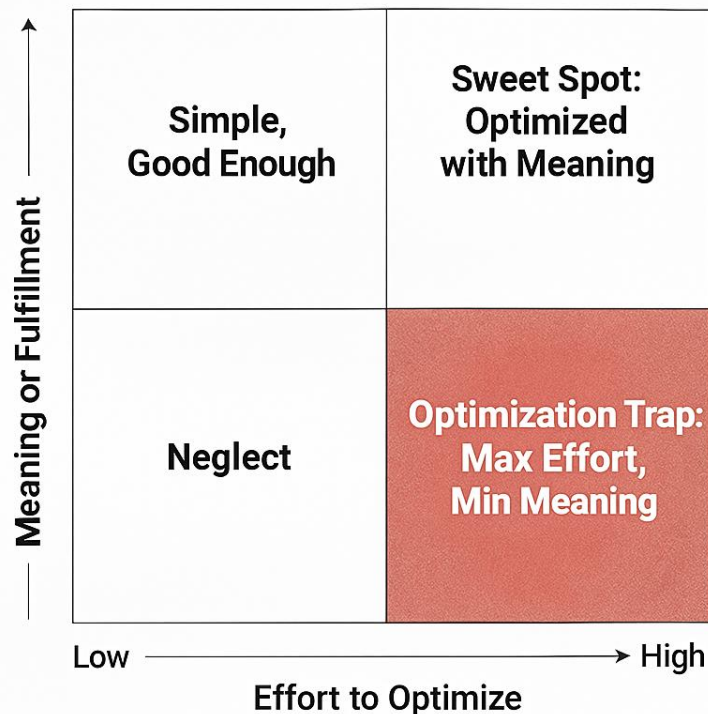 Meaning or Fulfillment
Simple,
Good Enough
Sweet Spot:
Optimized
with Meaning
Neglect
Optimization Trap:
Max Effort,
Min Meaning
Low
High
Effort to Optimize